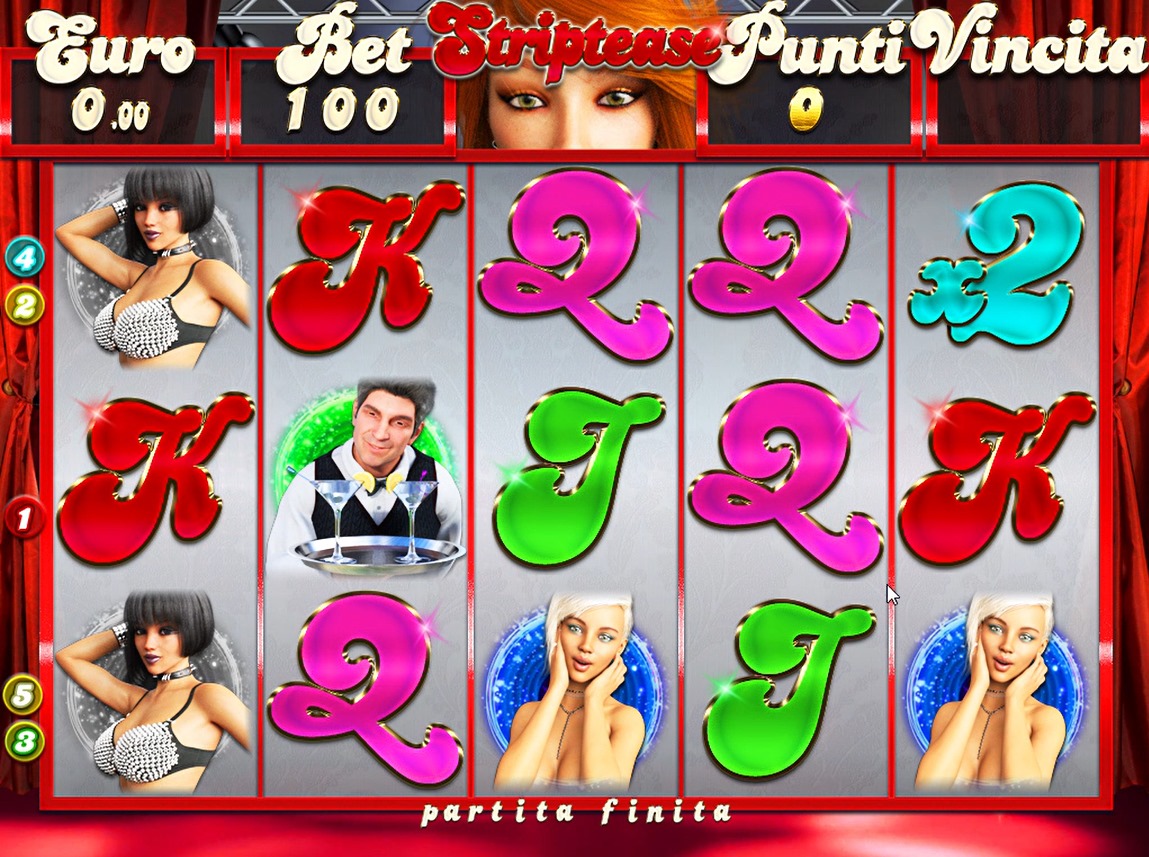 Euro Bet Striptease Punti Vincita
0.00 100 0
K Q Q x2
4
2
K J Q K
1
Q J
5
3
partita finita